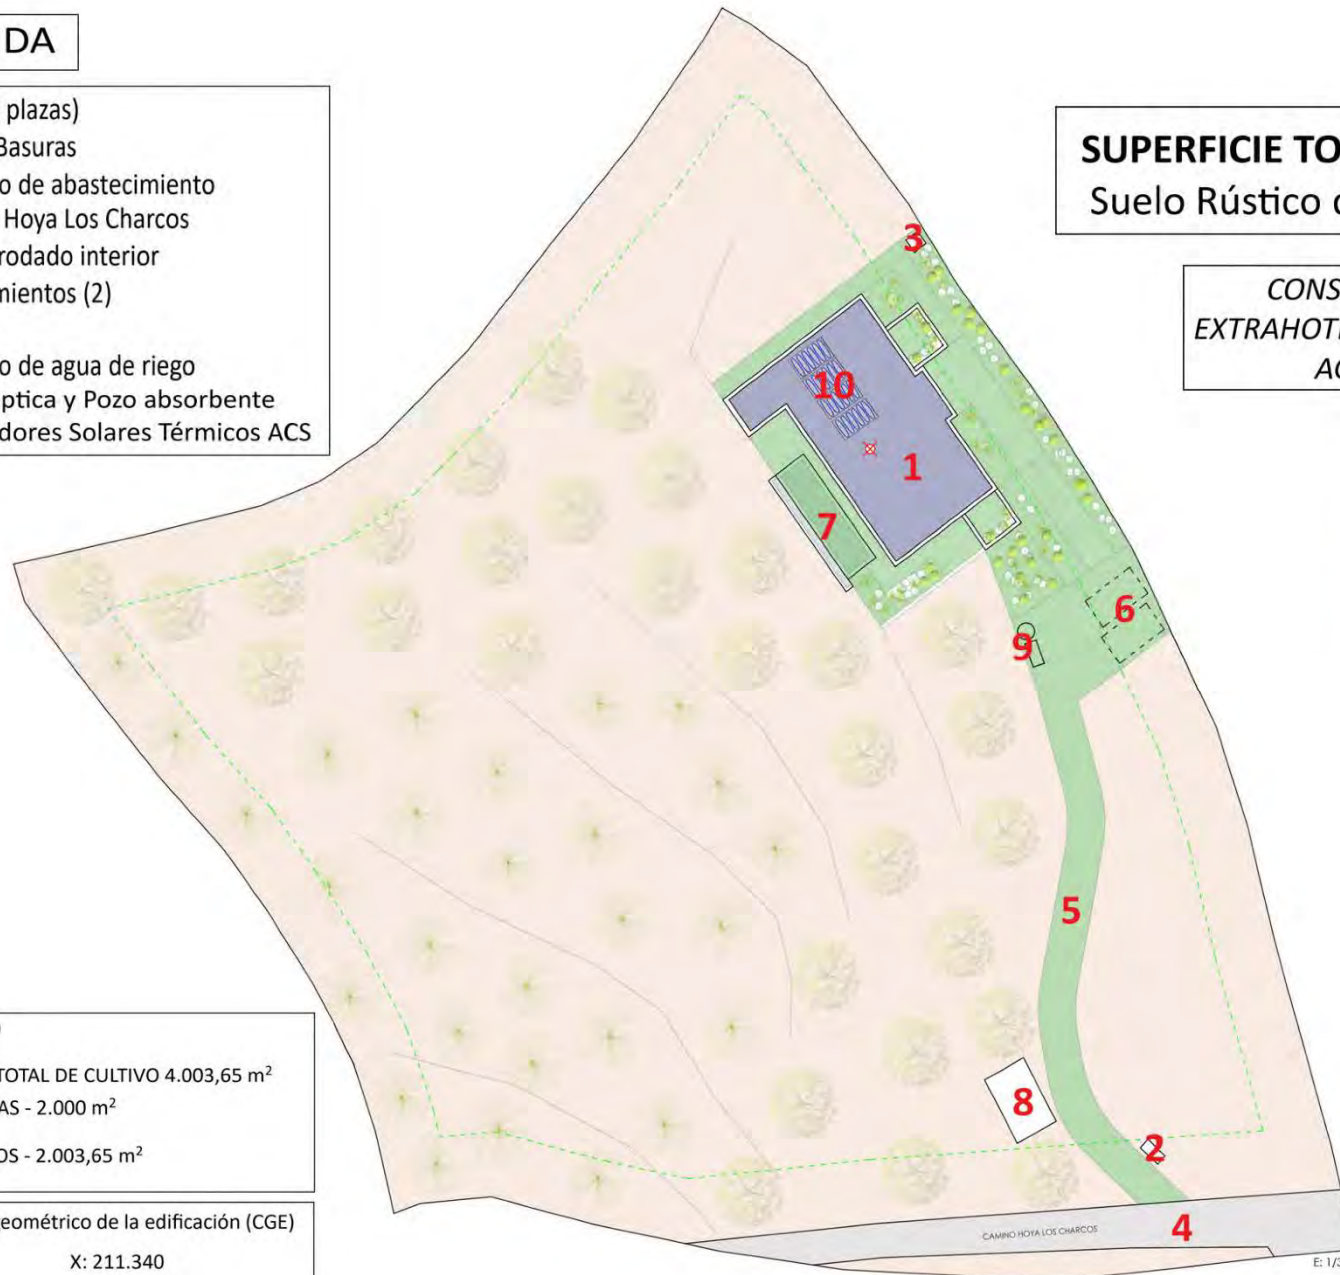 DA
plazas)
Basuras
o de abastecimiento
Hoya Los Charcos
rodado interior
mientos (2)
o de agua de riego
ptica y Pozo absorbente
dores Solares Térmicos ACS
SUPERFICIE TO
Suelo Rústico
CONS
EXTRAHOT
AC
3
10
1
7
6
9
5
8
2
4
CAMINO HOYA LOS CHARCOS
TOTAL DE CULTIVO 4.003,65 m²
AS - 2.000 m²
OS - 2.003,65 m²
eométrico de la edificación (CGE)
X: 211.340
E: 1/3